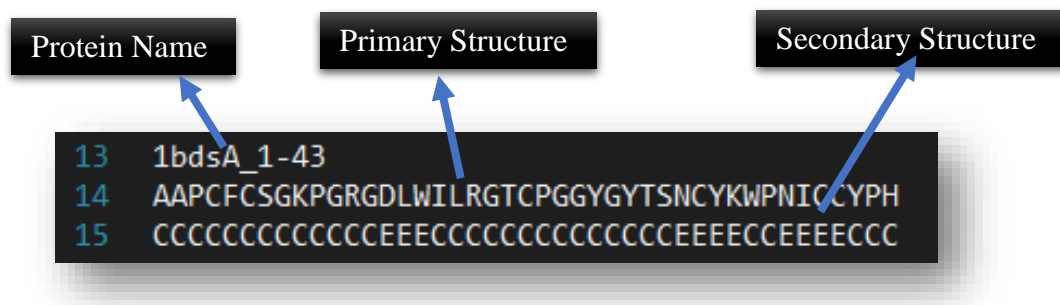 Protein Name
Primary Structure
Secondary Structure
13 1bdsA_1-43
14 AAPCFCSGKPGRGDLWILRGTCPGGYGYTSNCYKWPNICCYPH
15 CCCCCCCCCCCCCEEECCCCCCCCCCCCCCEEEECCEEEECCC